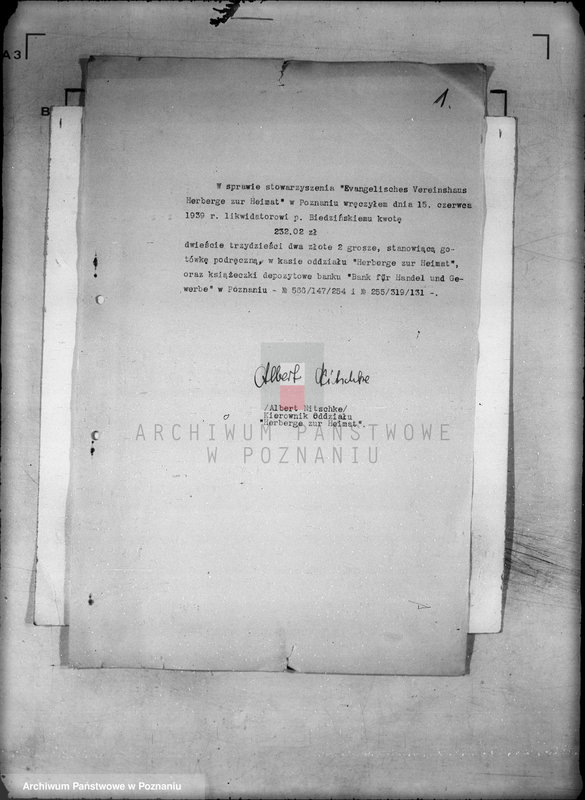 A3
B
1.
W sprawie stowarzyszenia "Evangelisches Vereinshaus
Herberge zur Heimat" w Poznaniu wręczyłem dnia 15. czerwca
1939 r. likwidatorowi p. Biedzińskiemu kwotę
232.02 zł
dwieście trzydzieści dwa złote 2 grosze, stanowiącą go-
tówkę podręczną, w kasie oddziału "Herberge zur Heimat",
oraz książeczki depozytowe banku "Bank für Handel und Ge-
werbe" w Poznaniu - № 588/147/254 i № 255/319/131 -.
Albert Nitschke
/Albert Nitschke/
Kierownik Oddziału
"Herberge zur Heimat".
ARCHIWUM PAŃSTWOWE
W POZNANIU
Archiwum Państwowe w Poznaniu